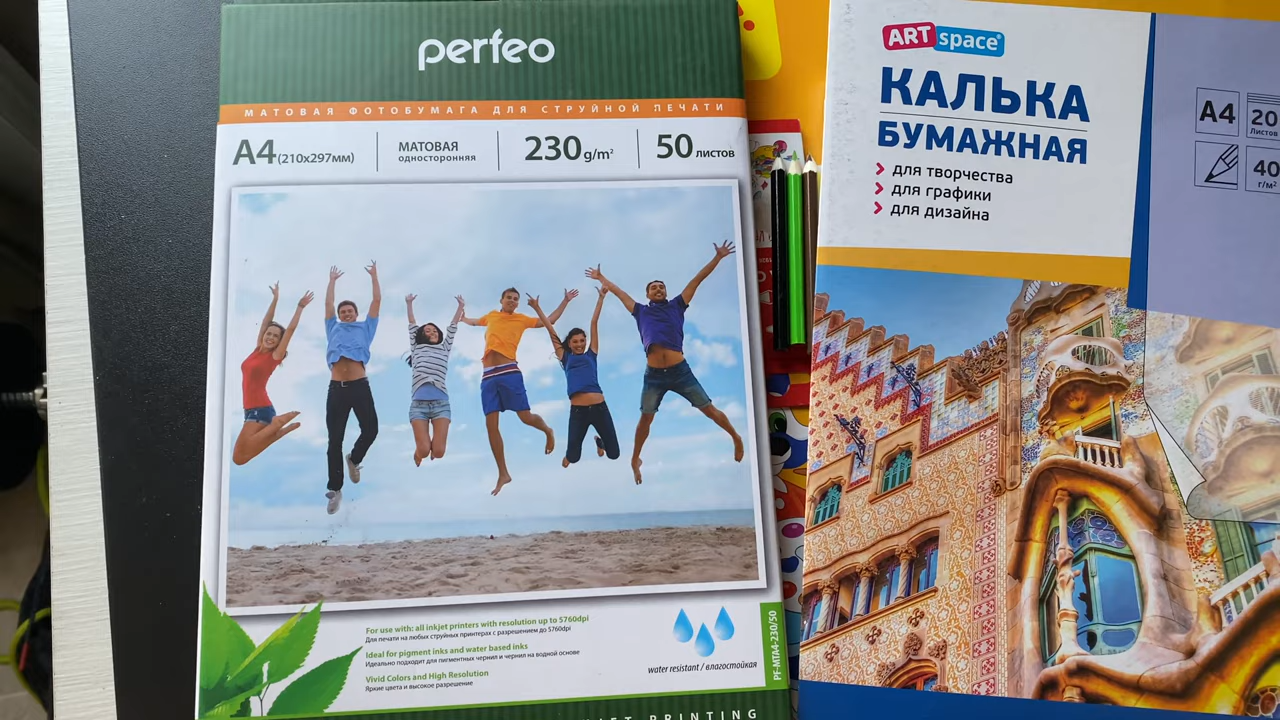 perfeo
МАТОВАЯ ФОТОБУМАГА ДЛЯ СТРУЙНОЙ ПЕЧАТИ
A4 (210x297мм)
МАТОВАЯ
односторонняя
230 g/m²
50 листов
For use with: all inkjet printers with resolution up to 5760dpi
Для печати на любых струйных принтерах с разрешением до 5760dpi
Ideal for pigment inks and water based inks
Идеально подходит для пигментных чернил и чернил на водной основе
Vivid Colors and High Resolution
Яркие цвета и высокое разрешение
water resistant / влагостойкая
PF-MTA4-230/50
PRINTING
ART space
КАЛЬКА
БУМАЖНАЯ
для творчества
для графики
для дизайна
A4
20
Листов
40
г/м²